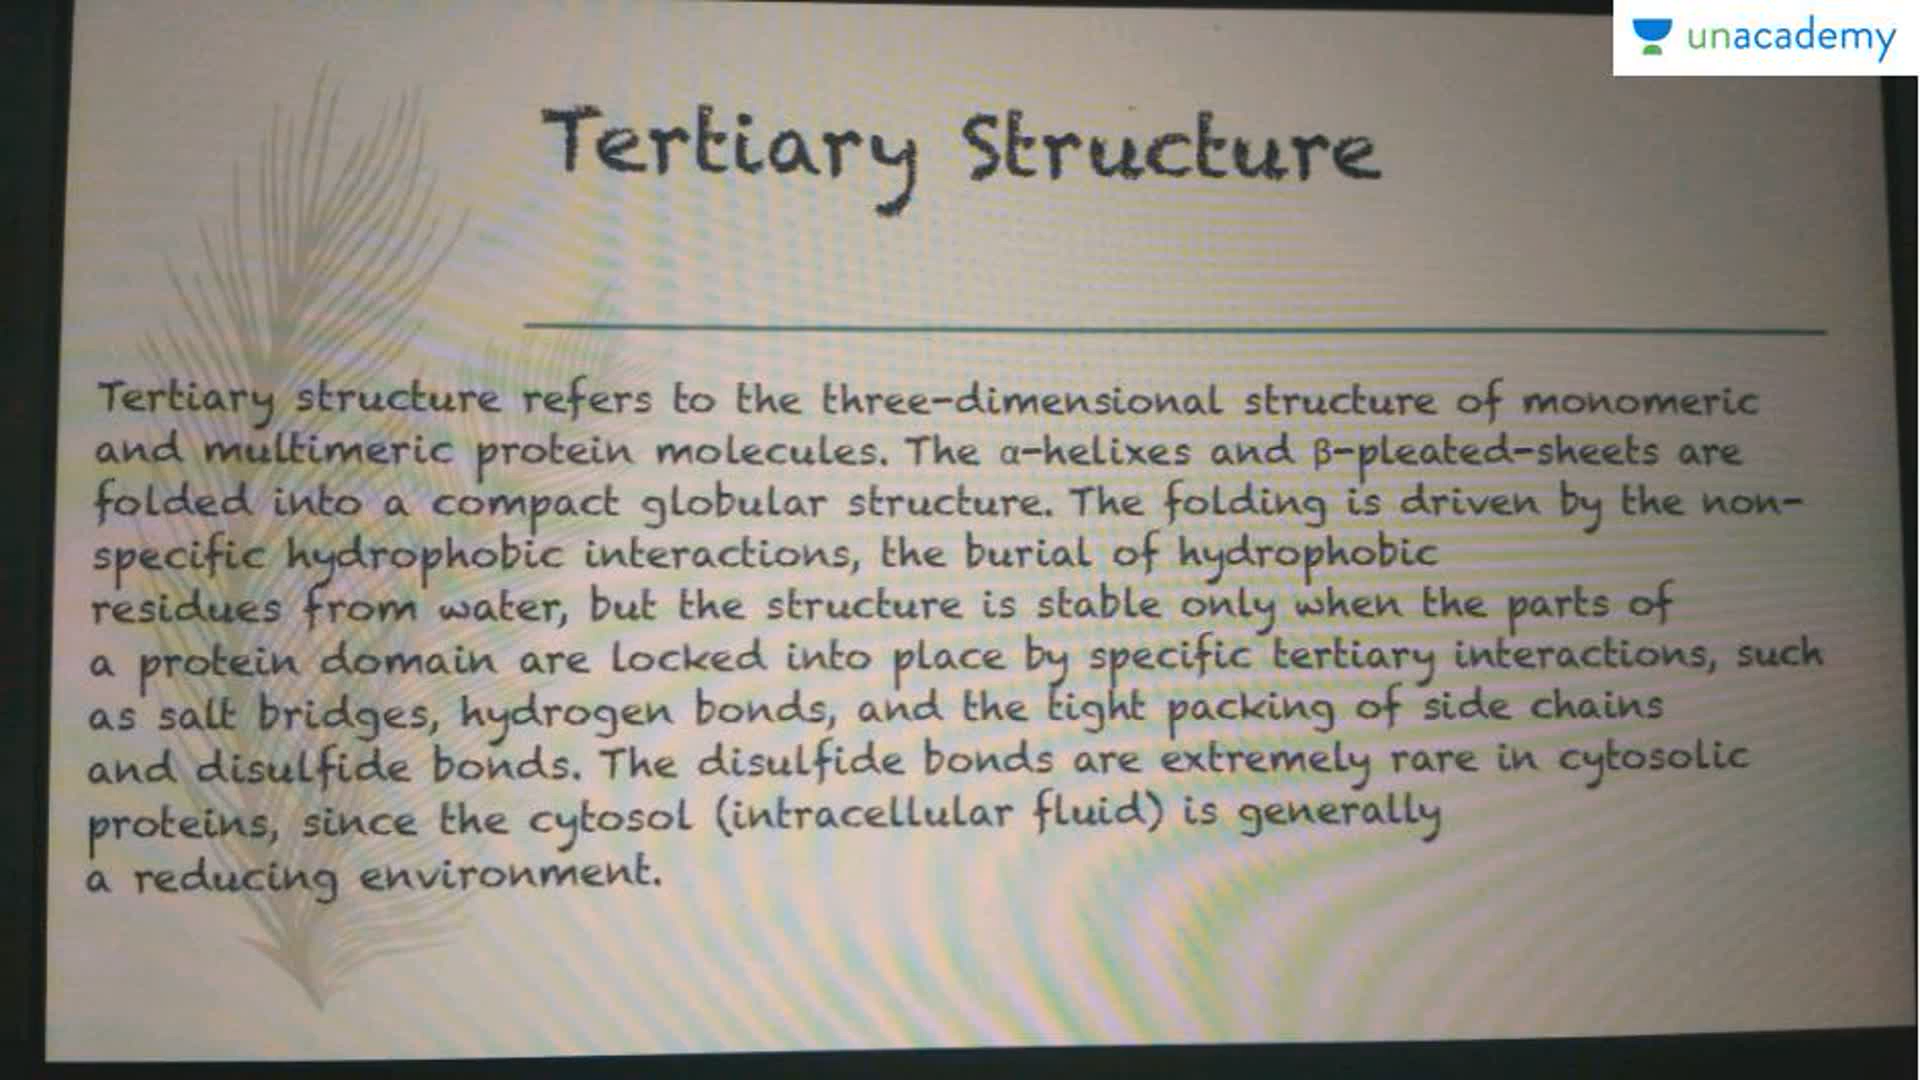 unacademy
Tertiary Structure
Tertiary structure refers to the three-dimensional structure of monomeric
and multimeric protein molecules. The α-helixes and β-pleated-sheets are
folded into a compact globular structure. The folding is driven by the non-
specific hydrophobic interactions, the burial of hydrophobic
residues from water, but the structure is stable only when the parts of
a protein domain are locked into place by specific tertiary interactions, such
as salt bridges, hydrogen bonds, and the tight packing of side chains
and disulfide bonds. The disulfide bonds are extremely rare in cytosolic
proteins, since the cytosol (intracellular fluid) is generally
a reducing environment.